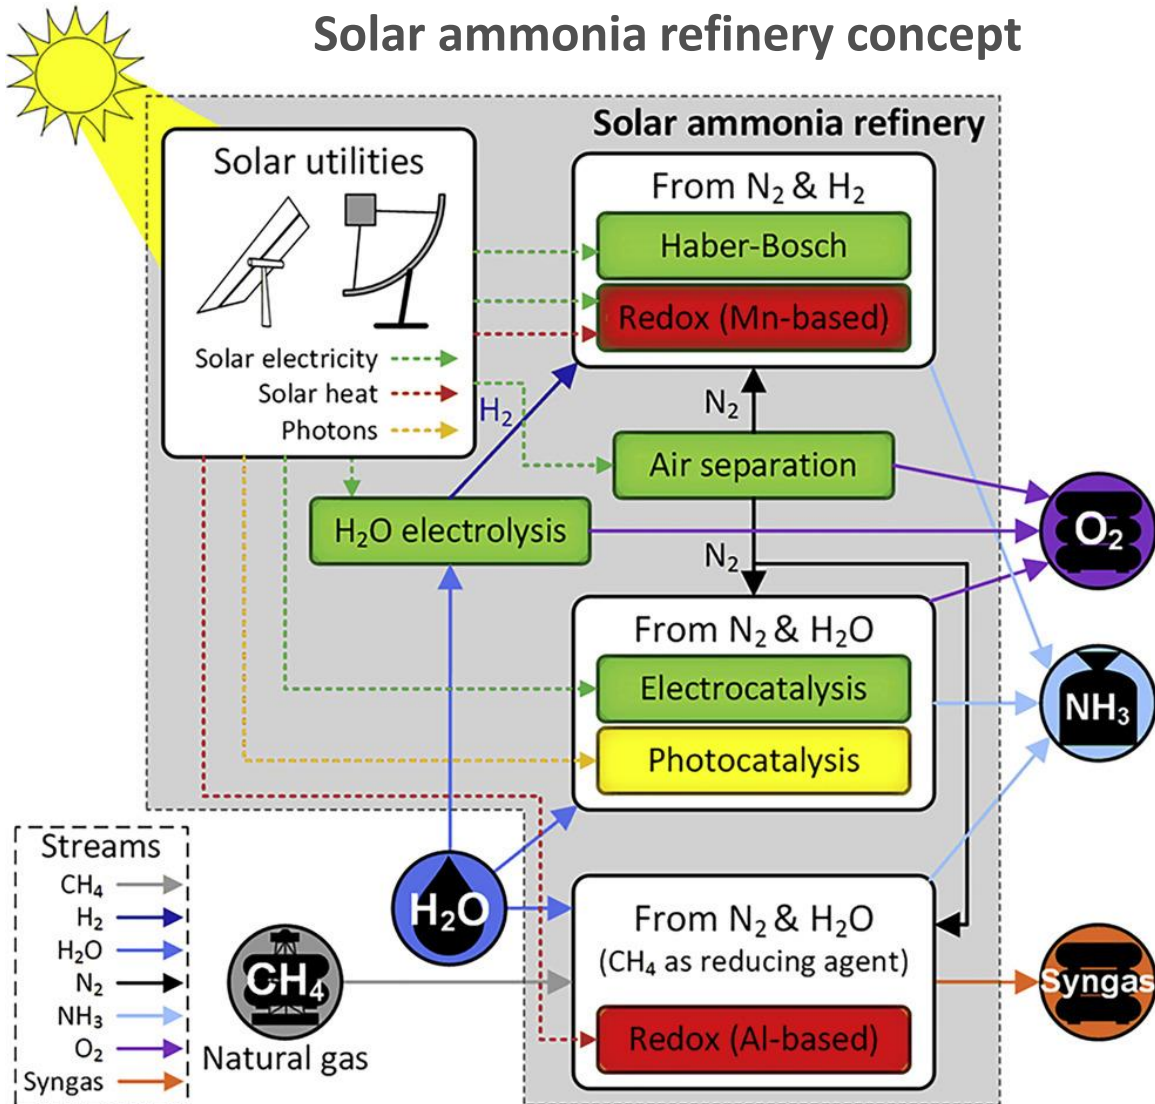 Solar ammonia refinery concept
Solar ammonia refinery
Solar utilities
Solar electricity
Solar heat
Photons
From N₂ & H₂
Haber-Bosch
Redox (Mn-based)
H₂
N₂
Air separation
H₂O electrolysis
N₂
O₂
From N₂ & H₂O
Electrocatalysis
Photocatalysis
NH₃
Streams
CH₄
H₂
H₂O
N₂
NH₃
O₂
Syngas
H₂O
CH₄
Natural gas
From N₂ & H₂O
(CH₄ as reducing agent)
Redox (Al-based)
Syngas